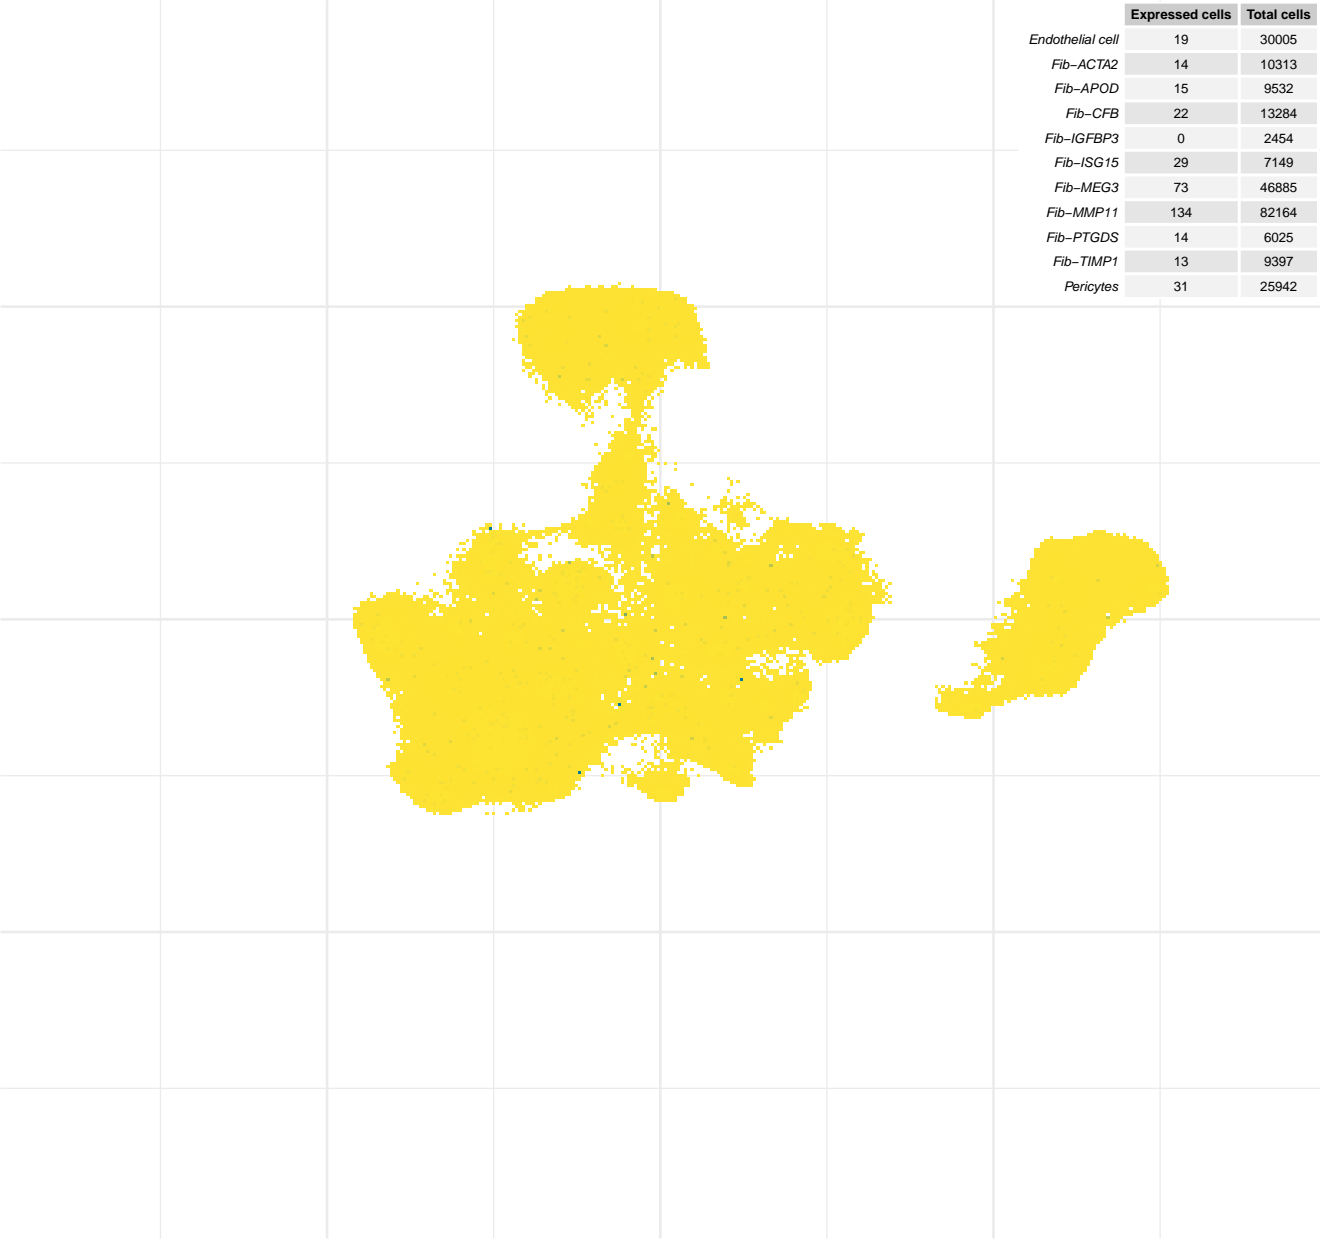 Expressed cells Total cells
Endothelial cell 19 30005
Fib−ACTA2 14 10313
Fib−APOD 15 9532
Fib−CFB 22 13284
Fib−IGFBP3 0 2454
Fib−ISG15 29 7149
Fib−MEG3 73 46885
Fib−MMP11 134 82164
Fib−PTGDS 14 6025
Fib−TIMP1 13 9397
Pericytes 31 25942